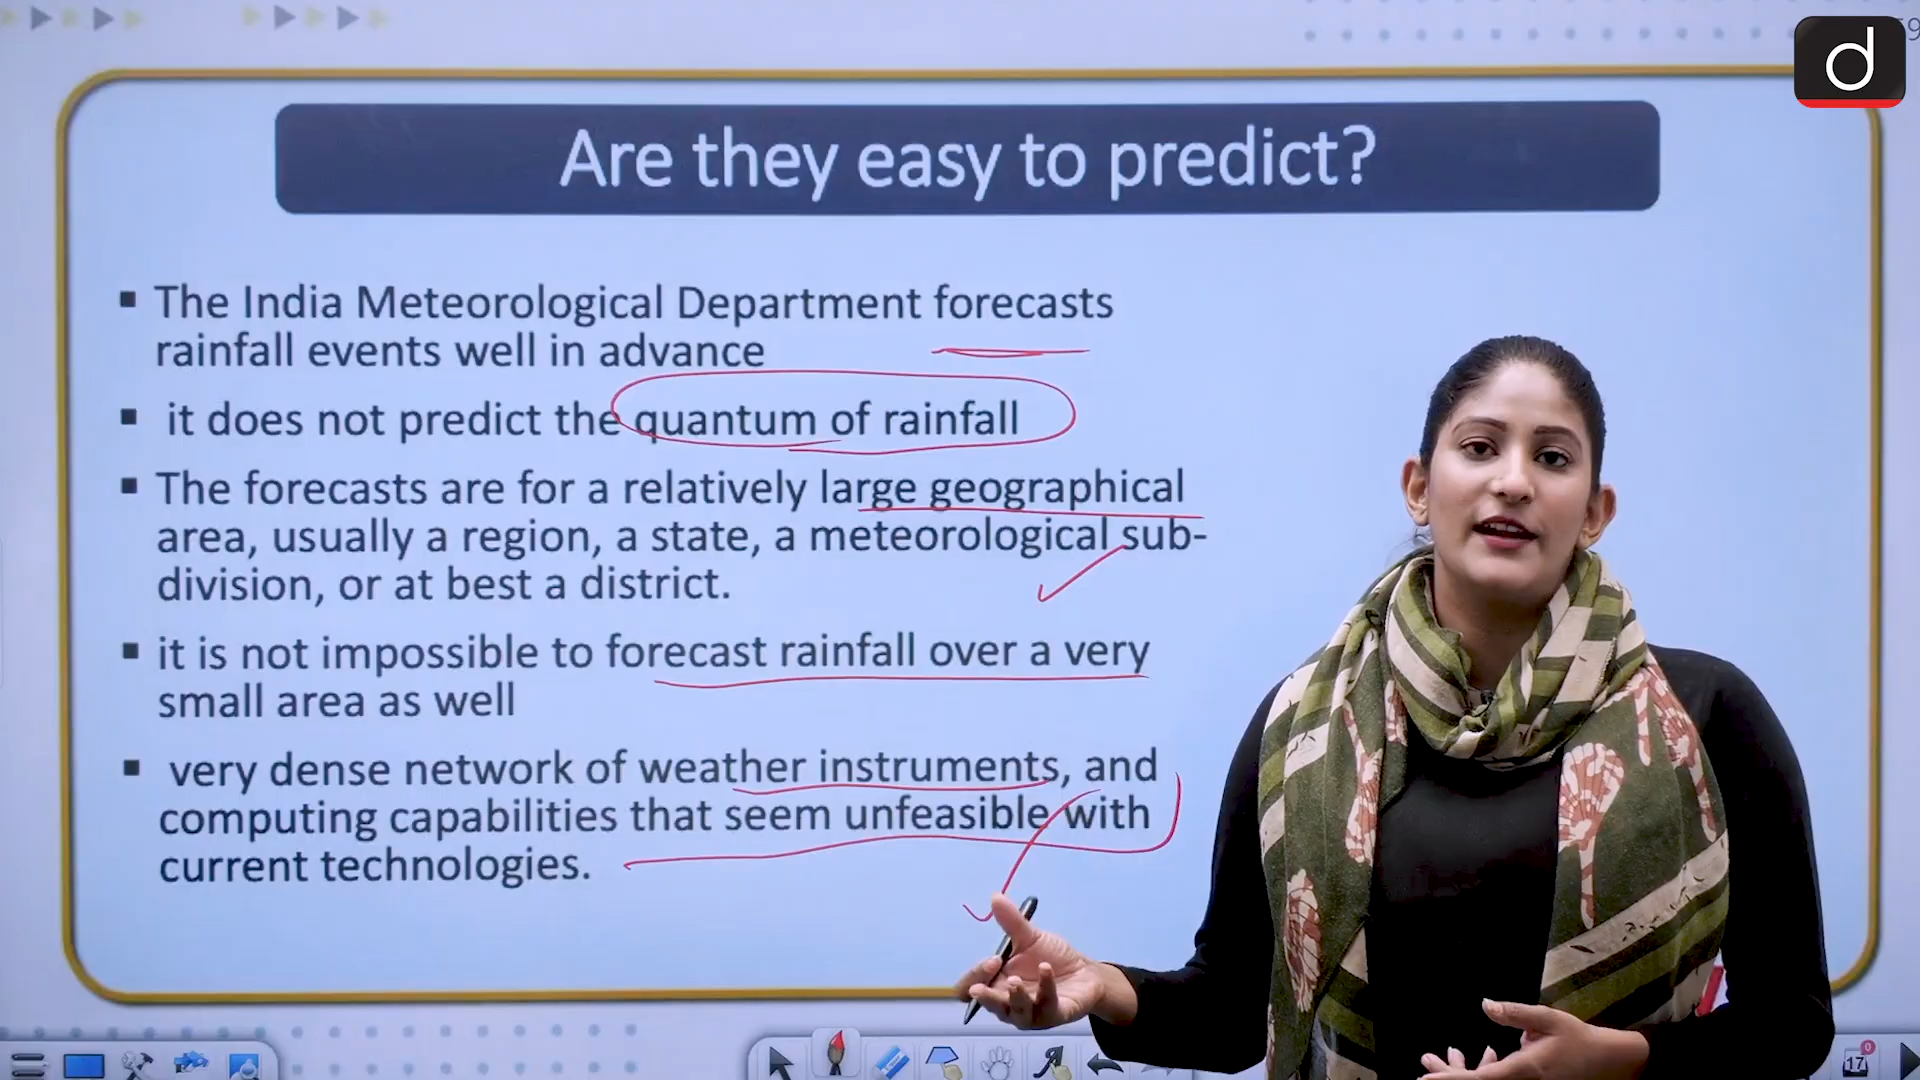 d
Are they easy to predict?
▪ The India Meteorological Department forecasts
rainfall events well in advance
▪ it does not predict the quantum of rainfall
▪ The forecasts are for a relatively large geographical
area, usually a region, a state, a meteorological sub-
division, or at best a district.
▪ it is not impossible to forecast rainfall over a very
small area as well
▪ very dense network of weather instruments, and
computing capabilities that seem unfeasible with
current technologies.
17
0